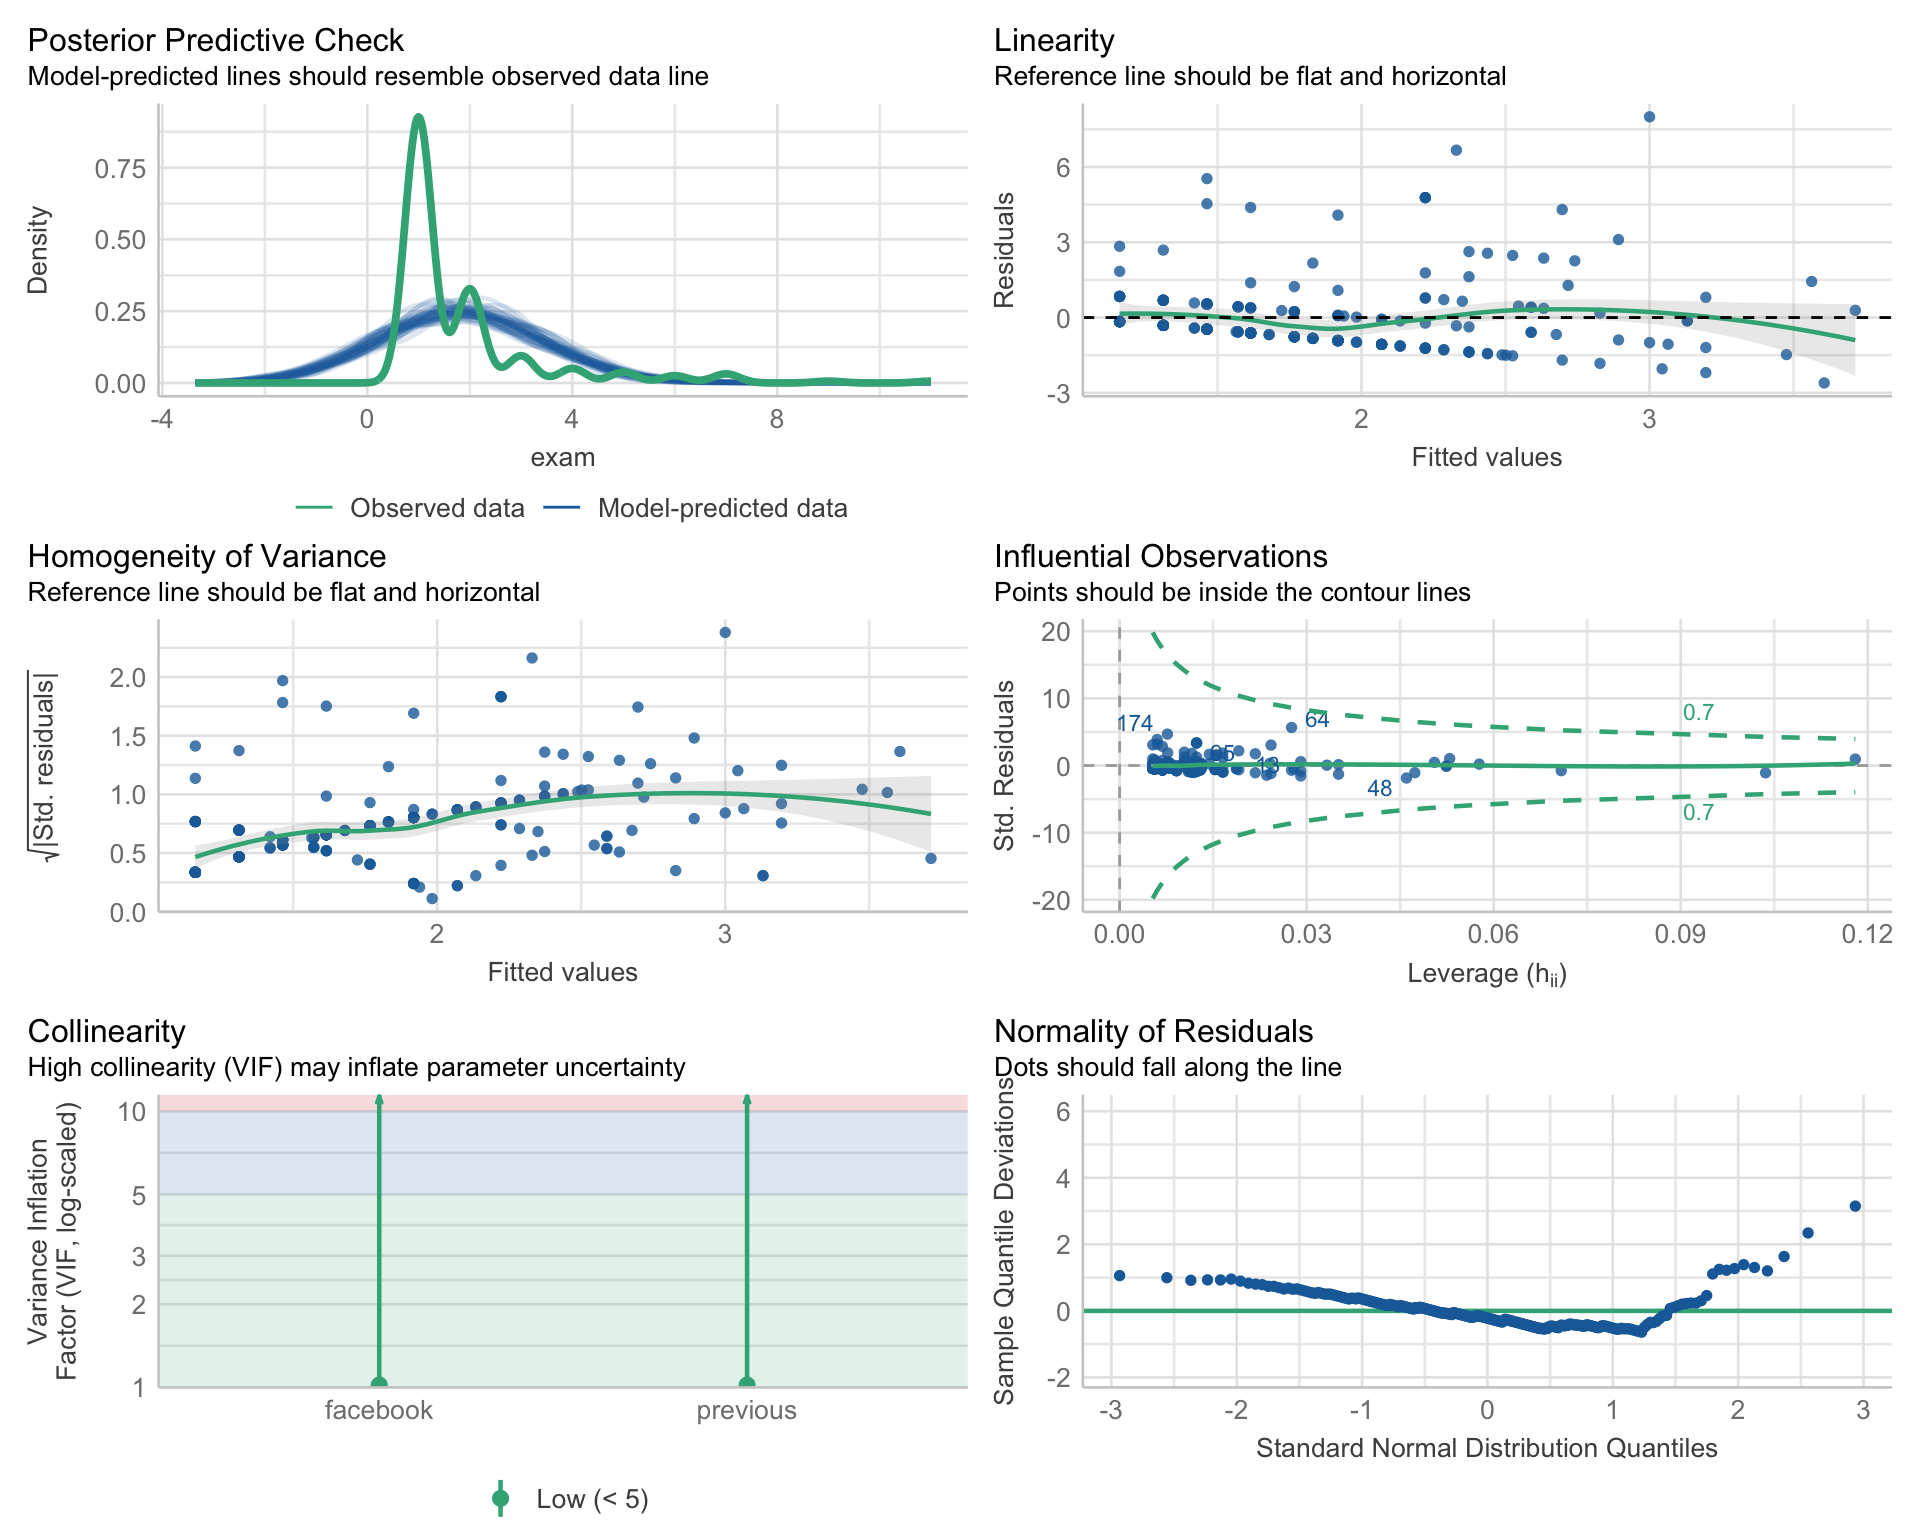 Posterior Predictive Check
Model-predicted lines should resemble observed data line
Density
0.75
0.50
0.25
0.00
-4
0
4
8
exam
Observed data
Model-predicted data
Linearity
Reference line should be flat and horizontal
Residuals
6
3
0
-3
2
3
Fitted values
Homogeneity of Variance
Reference line should be flat and horizontal
√|Std. residuals|
2.0
1.5
1.0
0.5
0.0
2
3
Fitted values
Influential Observations
Points should be inside the contour lines
Std. Residuals
20
10
0
-10
-20
174
64
48
0.7
0.7
0.00
0.03
0.06
0.09
0.12
Leverage (hii)
Collinearity
High collinearity (VIF) may inflate parameter uncertainty
Variance Inflation
Factor (VIF, log-scaled)
10
5
3
2
1
facebook
previous
Low (< 5)
Normality of Residuals
Dots should fall along the line
Sample Quantile Deviations
6
4
2
0
-2
-3
-2
-1
0
1
2
3
Standard Normal Distribution Quantiles